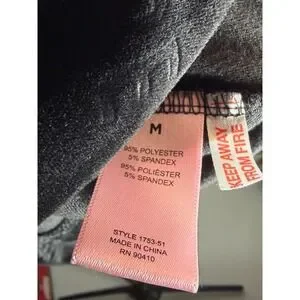 M
95% POLYESTER
5% SPANDEX
95% POLIÉSTER
5% SPANDEX
STYLE 1753-51
MADE IN CHINA
RN 90410
KEEP AWAY
FROM FIRE